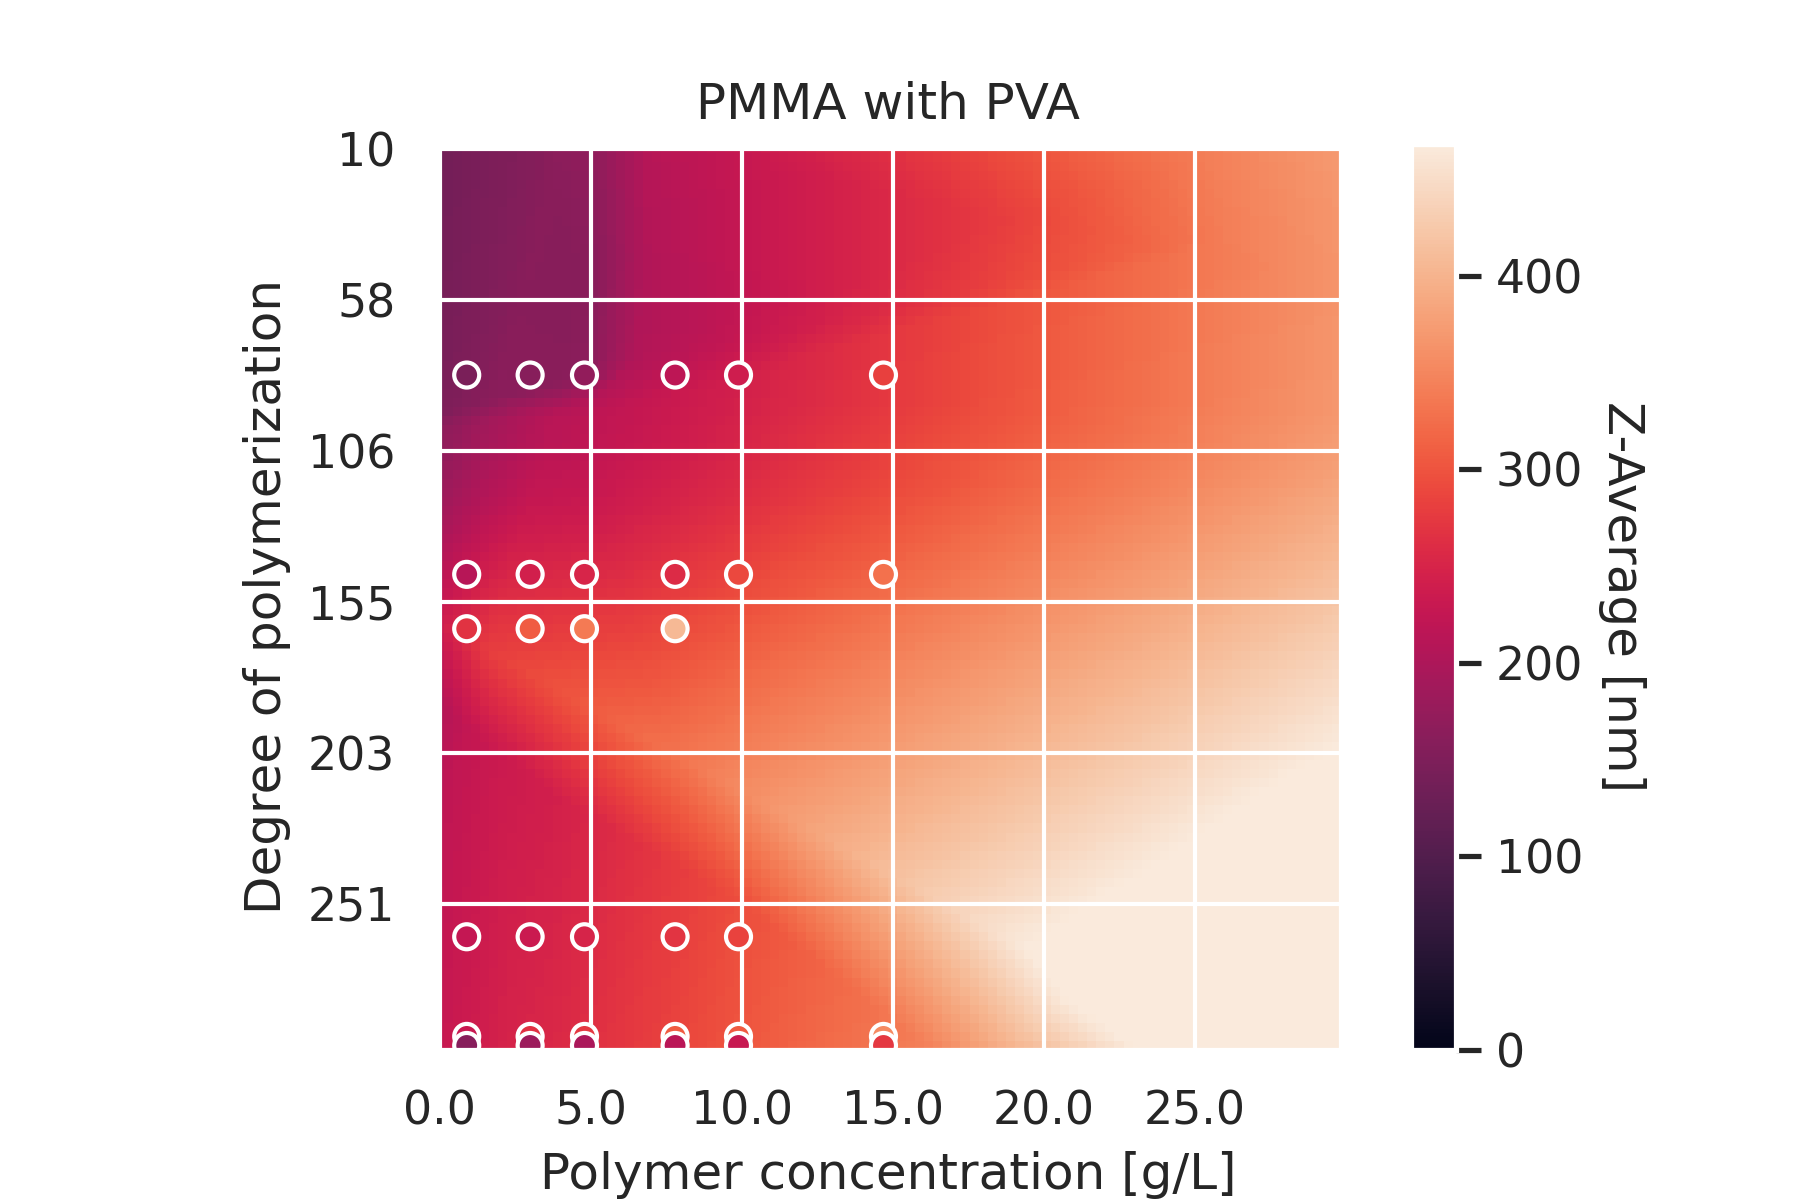 PMMA with PVA
10
58
106
155
203
251
Degree of polymerization
0.0 5.0 10.0 15.0 20.0 25.0
Polymer concentration [g/L]
400
300
200
100
0
Z-Average [nm]